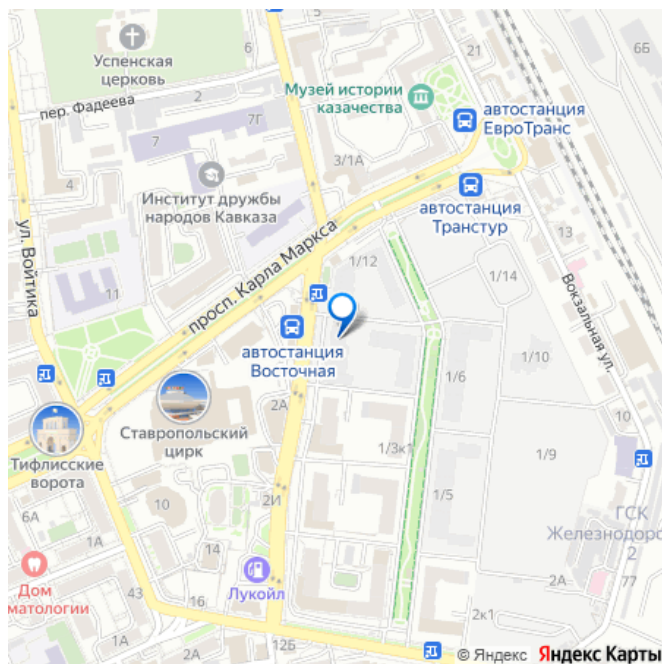 6
21
6Б
Успенская
церковь
пер. Фадеева
2
Музей истории
казачества
автостанция
ЕвроТранс
7Г
7
4
3/1А
Институт дружбы
народов Кавказа
автостанция
Транстур
ул. Войтика
просп. Карла Маркса
13
Вокзальная ул.
11
1/12
1/14
автостанция
Восточная
1/10
1/6
2А
Ставропольский
цирк
10
Тифлисские
ворота
1/3к1
1/9
6А
1А
10
2И
1/5
ГСК
Железнодоро
2
14
Дом
матологии
43
Лукойл
2А
77
16
2к1
1А
2
12Б
© Яндекс Яндекс Карты